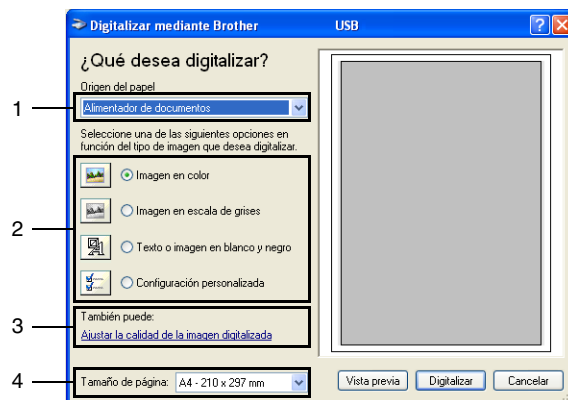 Digitalizar mediante Brother USB
¿Qué desea digitalizar?
Origen del papel
1
Alimentador de documentos
Seleccione una de las siguientes opciones en
función del tipo de imagen que desea digitalizar.
Imagen en color
Imagen en escala de grises
2
Texto o imagen en blanco y negro
Configuración personalizada
También puede:
3
Ajustar la calidad de la imagen digitalizada
4
Tamaño de página: A4 - 210 x 297 mm
Vista previa Digitalizar Cancelar